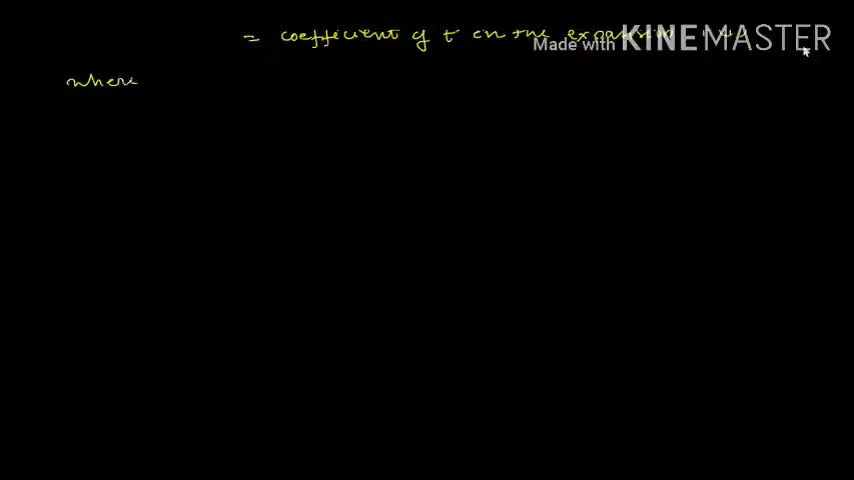 = coefficient of t in the expansion
Made with KINEMASTER
where